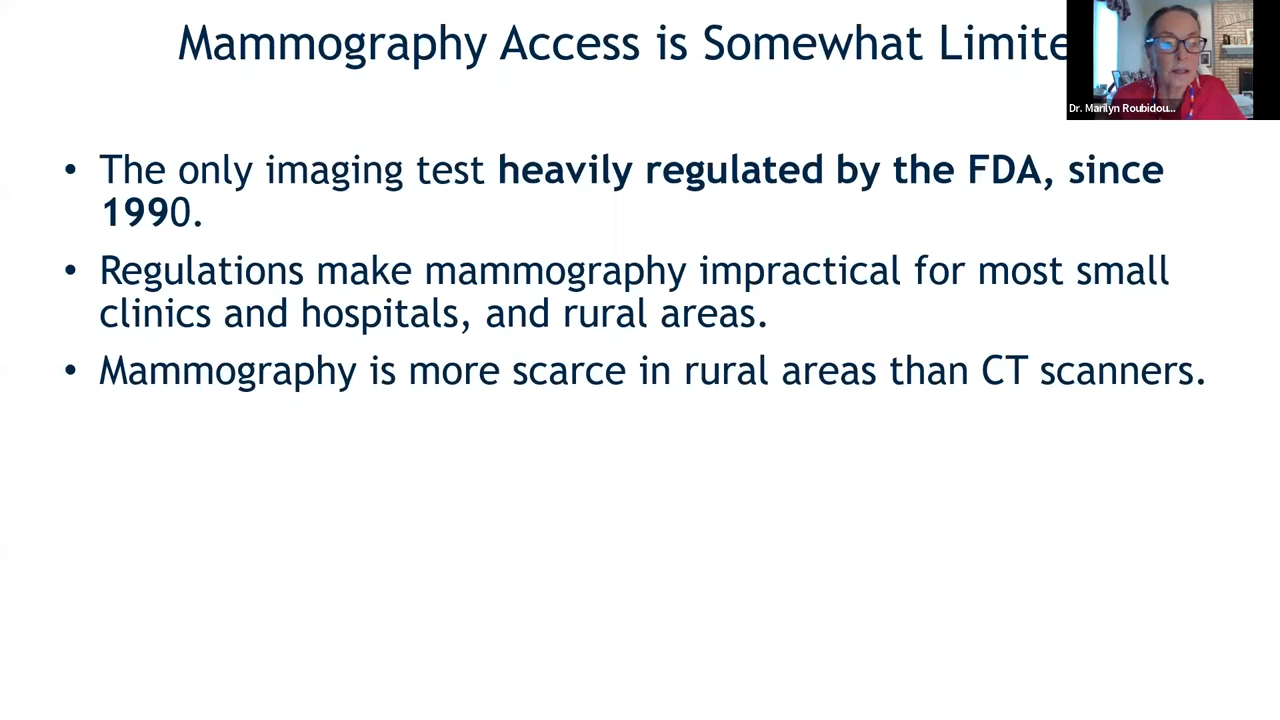 Mammography Access is Somewhat Limite
Dr. Marilyn Roubidou...
• The only imaging test heavily regulated by the FDA, since
1990.
• Regulations make mammography impractical for most small
clinics and hospitals, and rural areas.
• Mammography is more scarce in rural areas than CT scanners.